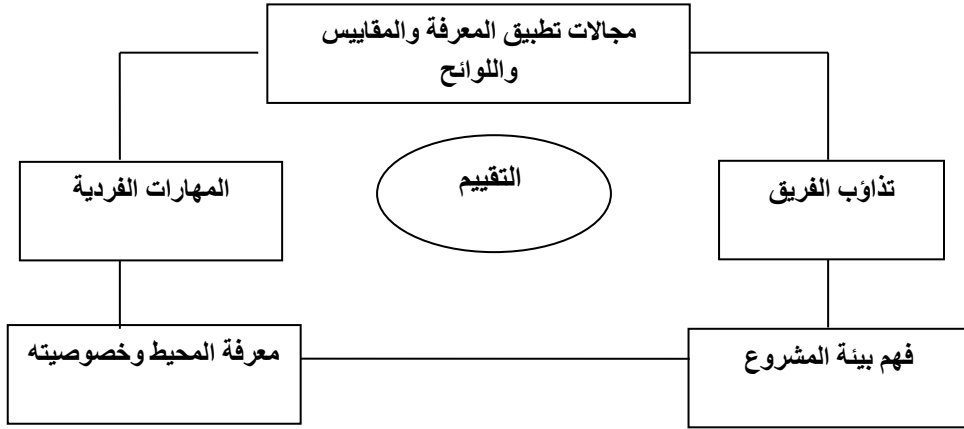 مجالات تطبيق المعرفة والمقاييس
واللوائح
تذاؤب الفريق
التقييم
المهارات الفردية
فهم بيئة المشروع
معرفة المحيط وخصوصيته